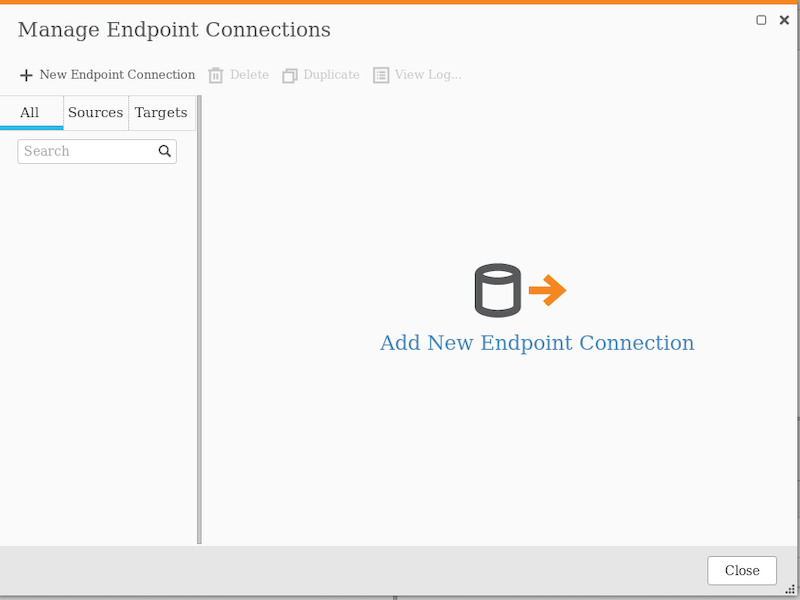 Manage Endpoint Connections
New Endpoint Connection Delete Duplicate View Log...
All Sources Targets
Search
Add New Endpoint Connection
Close